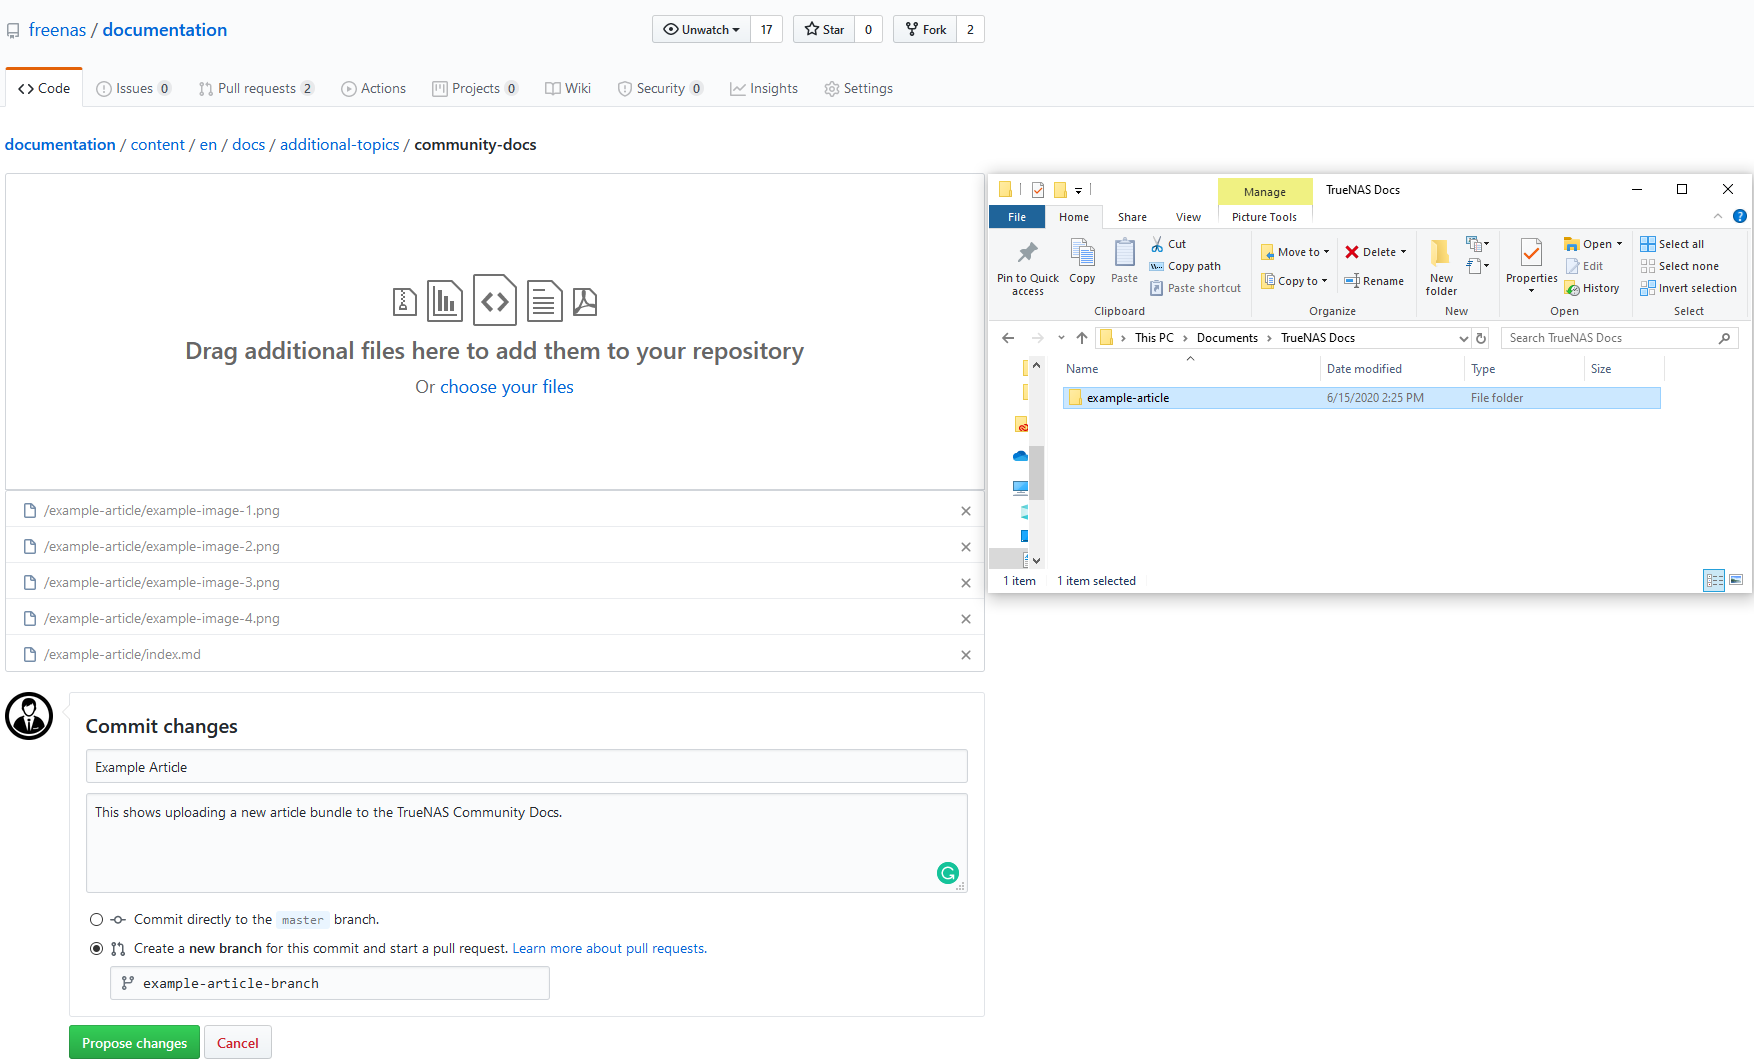 freenas / documentation
Unwatch 17
Star 0
Fork 2
Code
Issues 0
Pull requests 2
Actions
Projects 0
Wiki
Security 0
Insights
Settings
documentation / content / en / docs / additional-topics / community-docs
Drag additional files here to add them to your repository
Or choose your files
/example-article/example-image-1.png
/example-article/example-image-2.png
/example-article/example-image-3.png
/example-article/example-image-4.png
/example-article/index.md
Commit changes
Example Article
This shows uploading a new article bundle to the TrueNAS Community Docs.
Commit directly to the master branch.
Create a new branch for this commit and start a pull request. Learn more about pull requests.
example-article-branch
Propose changes
Cancel
Manage
TrueNAS Docs
File
Home
Share
View
Picture Tools
Pin to Quick access
Copy
Paste
Cut
Copy path
Paste shortcut
Clipboard
Move to
Copy to
Delete
Rename
Organize
New folder
New
Properties
Open
Edit
History
Open
Select all
Select none
Invert selection
Select
This PC > Documents > TrueNAS Docs
Search TrueNAS Docs
Name
Date modified
Type
Size
example-article
6/15/2020 2:25 PM
File folder
1 item
1 item selected